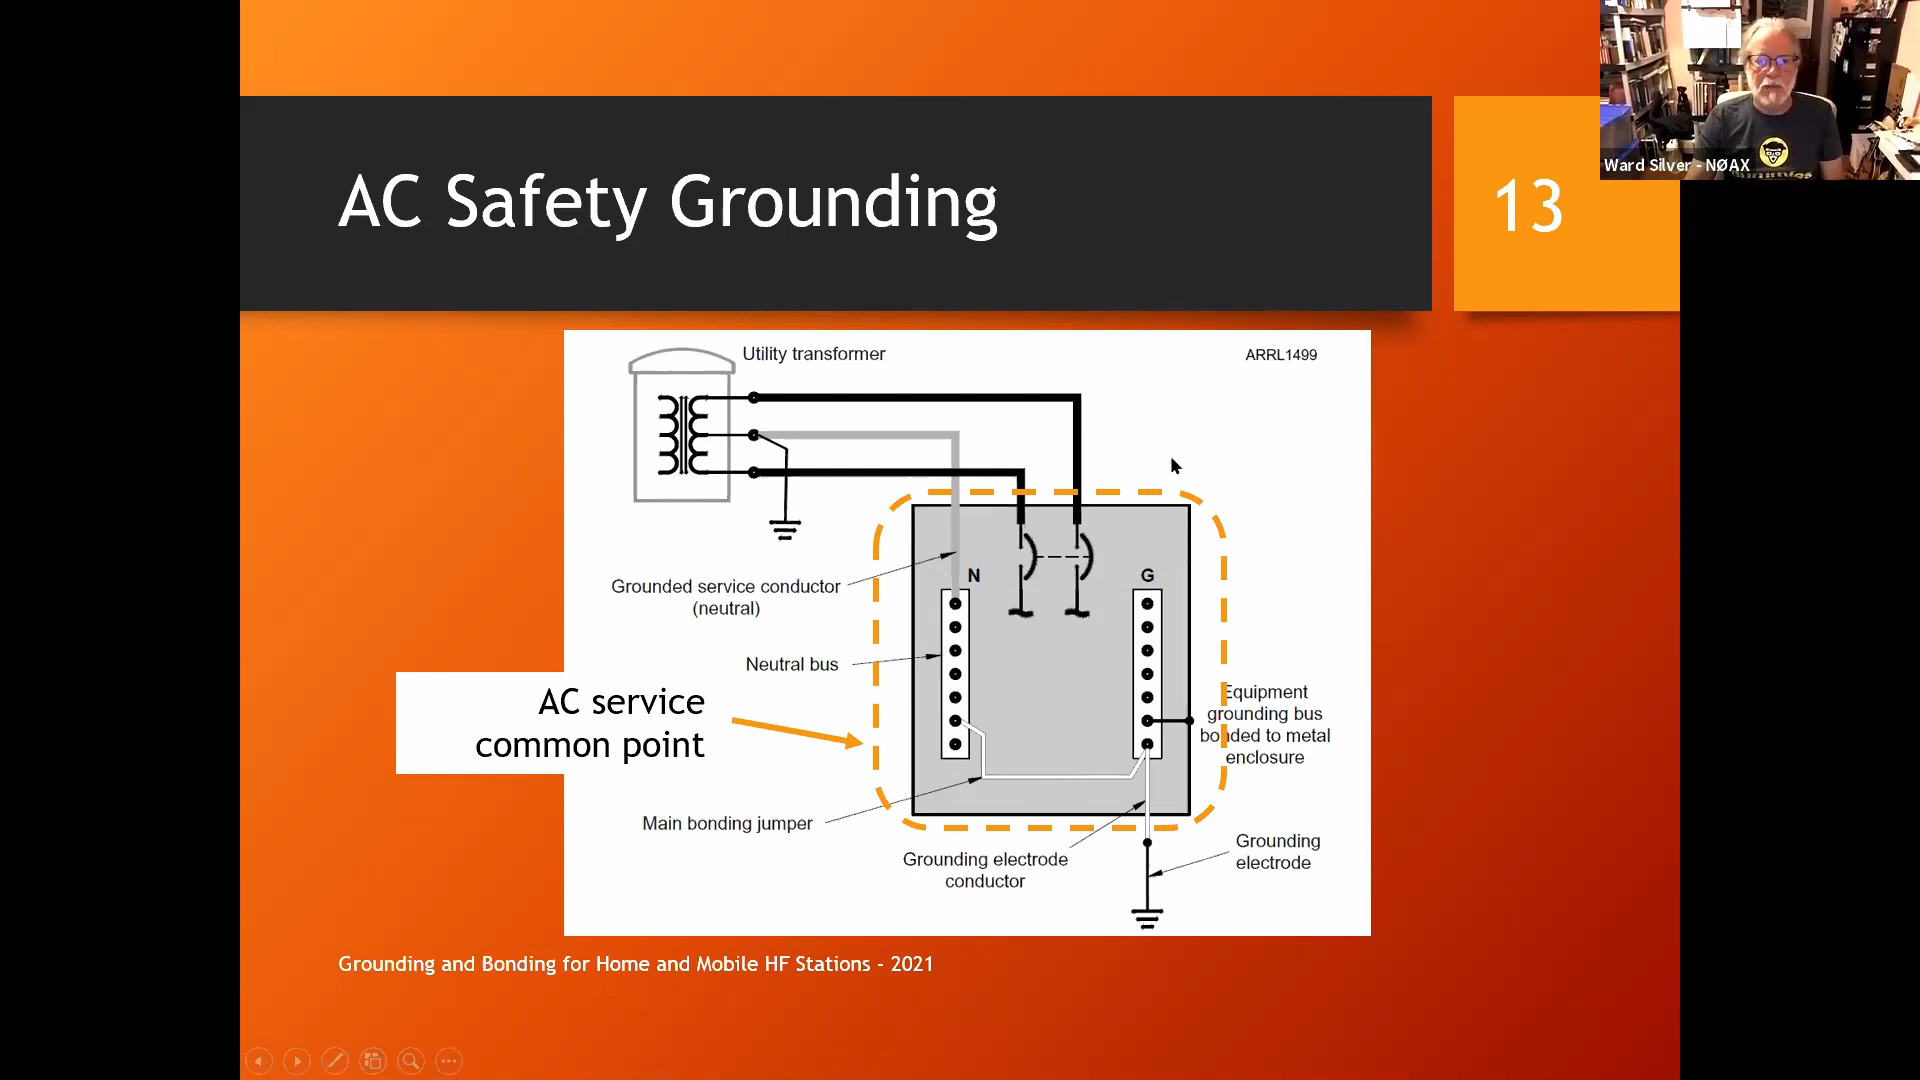 Ward Silver - NØAX
AC Safety Grounding
13
Utility transformer
ARRL1499
Grounded service conductor
(neutral)
N
G
Neutral bus
AC service
common point
Equipment
grounding bus
bonded to metal
enclosure
Main bonding jumper
Grounding electrode
conductor
Grounding
electrode
Grounding and Bonding for Home and Mobile HF Stations - 2021